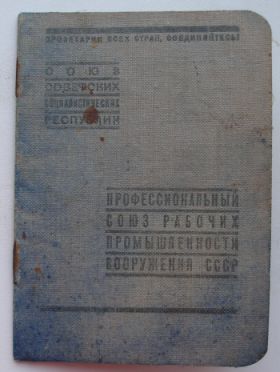 ПРОЛЕТАРИИ ВСЕХ СТРАН, СОЕДИНЯЙТЕСЬ!
СОЮЗ
СОВЕТСКИХ
СОЦИАЛИСТИЧЕСКИХ
РЕСПУБЛИК
ПРОФЕССИОНАЛЬНЫЙ
СОЮЗ РАБОЧИХ
ПРОМЫШЛЕННОСТИ
ВООРУЖЕНИЯ СССР